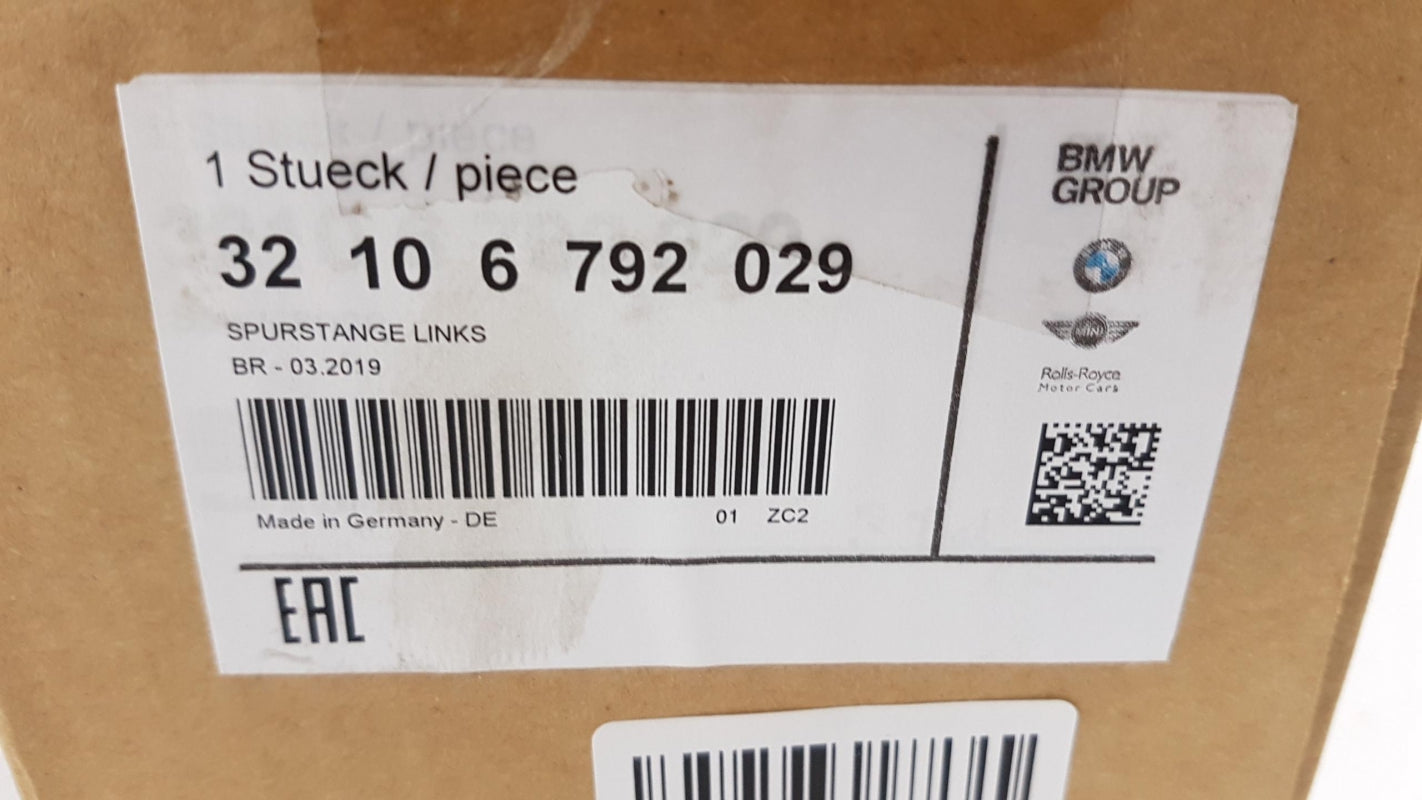 1 Stueck / piece
32 10 6 792 029
SPURSTANGE LINKS
BR - 03.2019
Made in Germany - DE 01 ZC2
EAC
BMW
GROUP
MINI
Rolls-Royce
Motor Cars